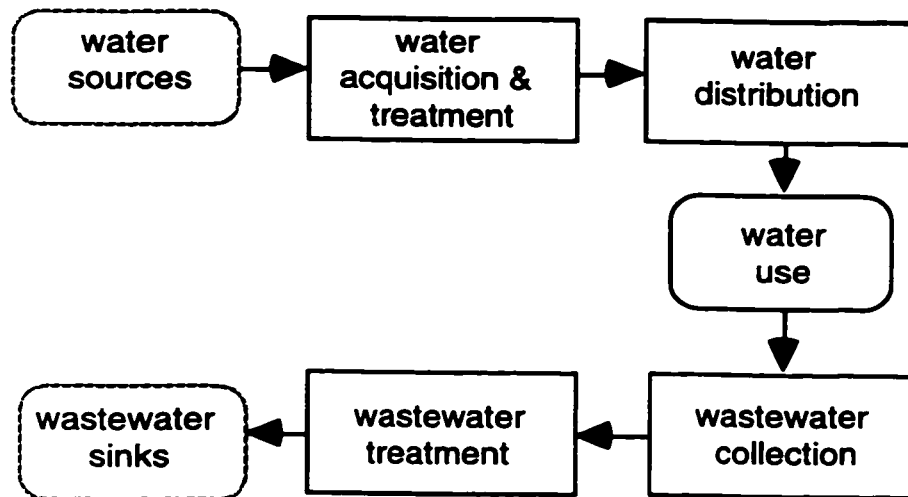 water
sources
water
acquisition &
treatment
water
distribution
water
use
wastewater
collection
wastewater
treatment
wastewater
sinks